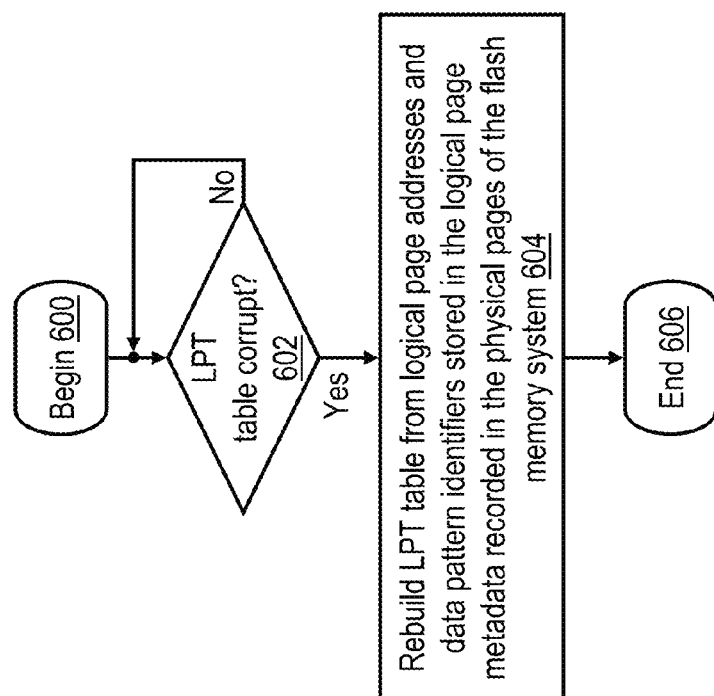 Begin 600
LPT
table corrupt?
602
No
Yes
Rebuild LPT table from logical page addresses and
data pattern identifiers stored in the logical page
metadata recorded in the physical pages of the flash
memory system 604
End 606